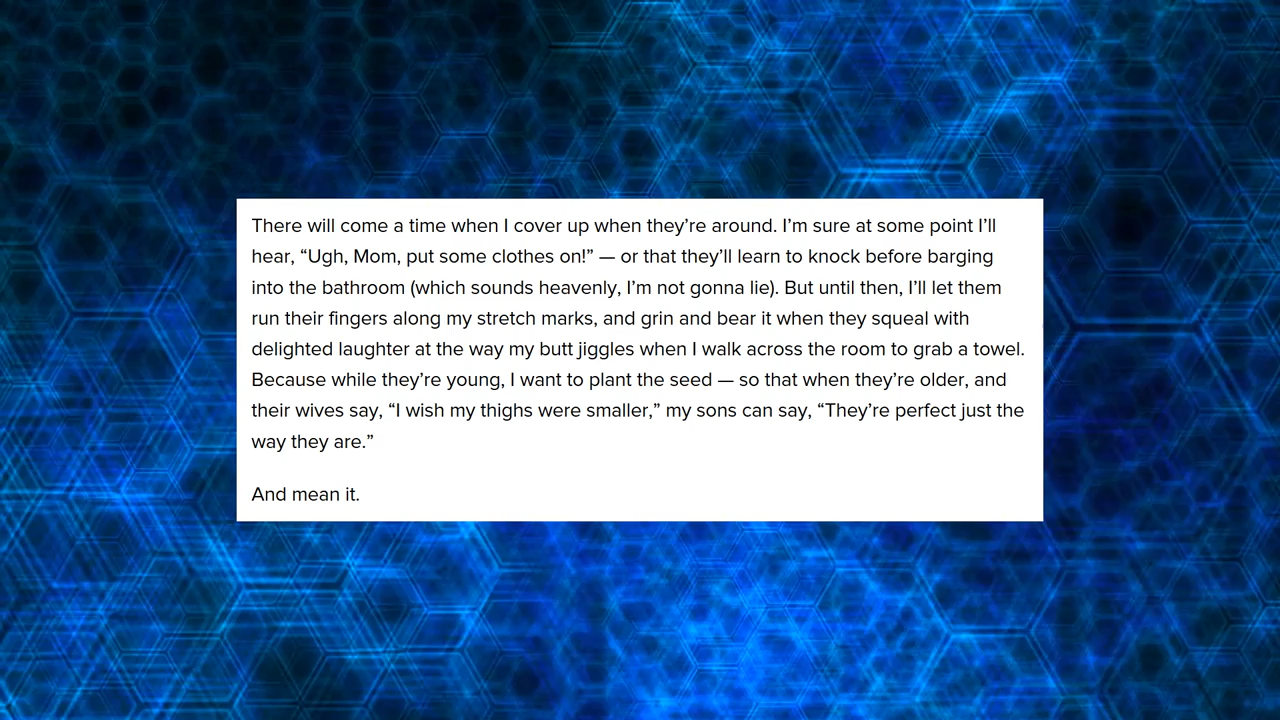 There will come a time when I cover up when they’re around. I’m sure at some point I’ll
hear, “Ugh, Mom, put some clothes on!” — or that they’ll learn to knock before barging
into the bathroom (which sounds heavenly, I’m not gonna lie). But until then, I’ll let them
run their fingers along my stretch marks, and grin and bear it when they squeal with
delighted laughter at the way my butt jiggles when I walk across the room to grab a towel.
Because while they’re young, I want to plant the seed — so that when they’re older, and
their wives say, “I wish my thighs were smaller,” my sons can say, “They’re perfect just the
way they are.”
And mean it.